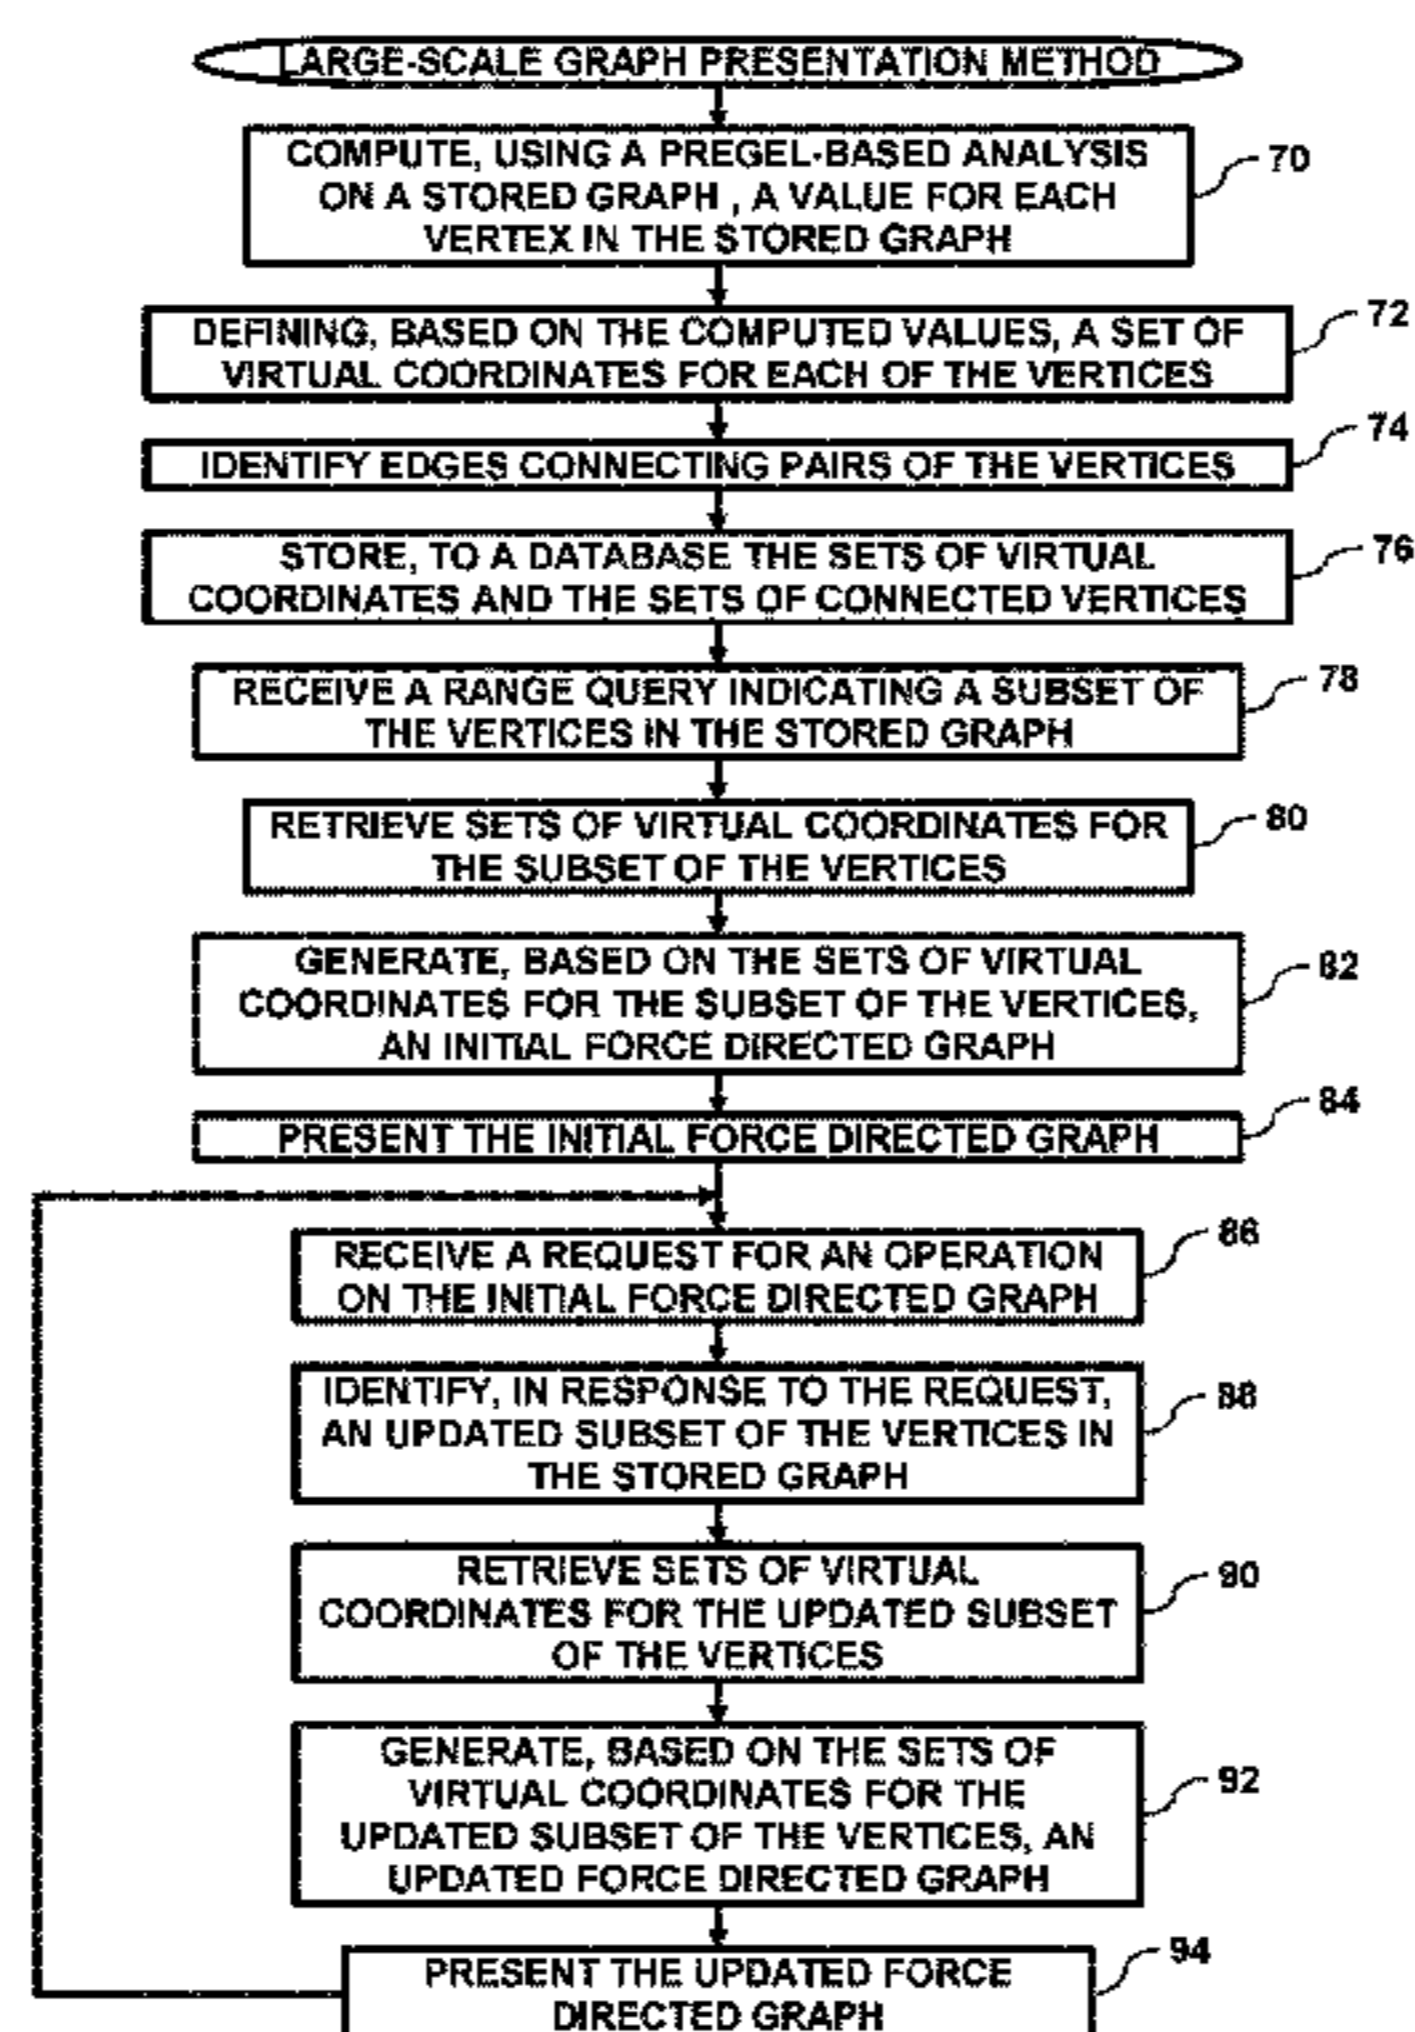 LARGE-SCALE GRAPH PRESENTATION METHOD
COMPUTE, USING A PREGEL-BASED ANALYSIS
ON A STORED GRAPH , A VALUE FOR EACH
VERTEX IN THE STORED GRAPH
70
DEFINING, BASED ON THE COMPUTED VALUES, A SET OF
VIRTUAL COORDINATES FOR EACH OF THE VERTICES
72
IDENTIFY EDGES CONNECTING PAIRS OF THE VERTICES
74
STORE, TO A DATABASE THE SETS OF VIRTUAL
COORDINATES AND THE SETS OF CONNECTED VERTICES
76
RECEIVE A RANGE QUERY INDICATING A SUBSET OF
THE VERTICES IN THE STORED GRAPH
78
RETRIEVE SETS OF VIRTUAL COORDINATES FOR
THE SUBSET OF THE VERTICES
80
GENERATE, BASED ON THE SETS OF VIRTUAL
COORDINATES FOR THE SUBSET OF THE VERTICES,
AN INITIAL FORCE DIRECTED GRAPH
82
PRESENT THE INITIAL FORCE DIRECTED GRAPH
84
RECEIVE A REQUEST FOR AN OPERATION
ON THE INITIAL FORCE DIRECTED GRAPH
86
IDENTIFY, IN RESPONSE TO THE REQUEST,
AN UPDATED SUBSET OF THE VERTICES IN
THE STORED GRAPH
88
RETRIEVE SETS OF VIRTUAL
COORDINATES FOR THE UPDATED SUBSET
OF THE VERTICES
90
GENERATE, BASED ON THE SETS OF
VIRTUAL COORDINATES FOR THE
UPDATED SUBSET OF THE VERTICES, AN
UPDATED FORCE DIRECTED GRAPH
92
PRESENT THE UPDATED FORCE
DIRECTED GRAPH
94